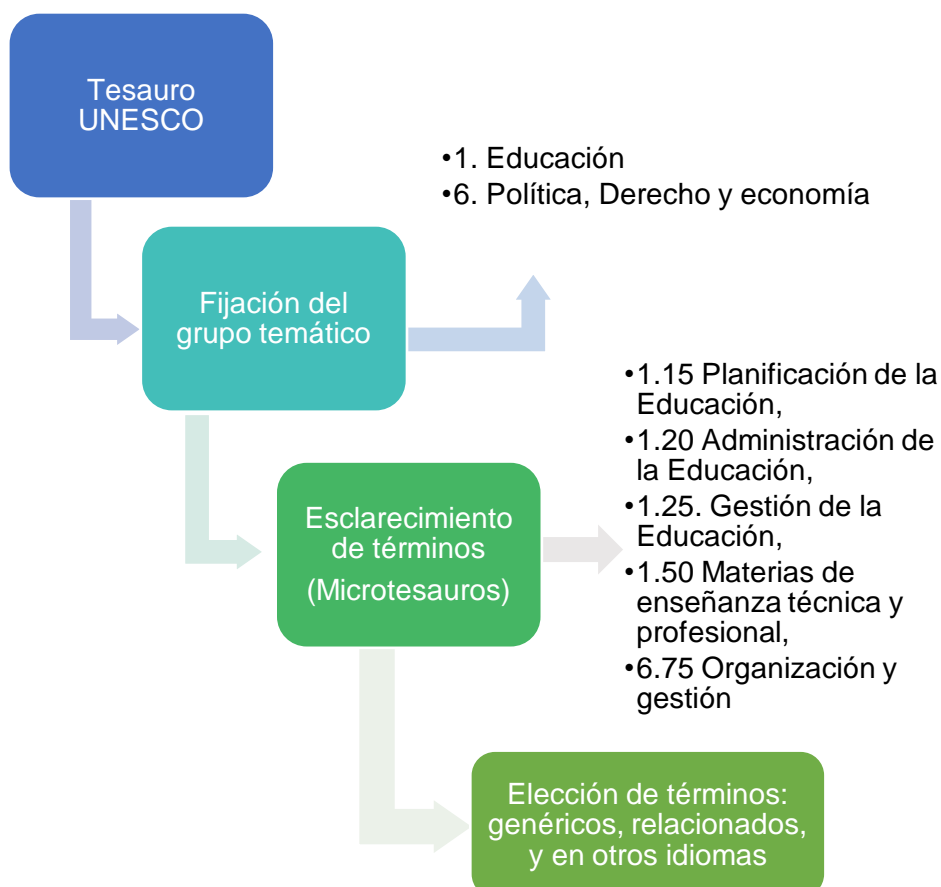 Tesauro
UNESCO
•1. Educación
•6. Política, Derecho y economía
Fijación del
grupo temático
•1.15 Planificación de la
Educación,
•1.20 Administración de
la Educación,
•1.25. Gestión de la
Educación,
•1.50 Materias de
enseñanza técnica y
profesional,
•6.75 Organización y
gestión
Esclarecimiento
de términos
(Microtesauros)
Elección de términos:
genéricos, relacionados,
y en otros idiomas